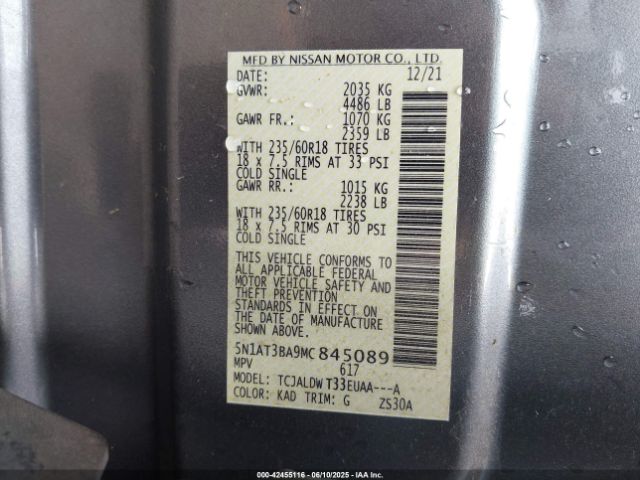 MFD BY NISSAN MOTOR CO., LTD.
DATE: 12/21
GVWR: 2035 KG
4486 LB
GAWR FR.: 1070 KG
2359 LB
WITH 235/60R18 TIRES
18 x 7.5 RIMS AT 33 PSI
COLD SINGLE
GAWR RR.: 1015 KG
2238 LB
WITH 235/60R18 TIRES
18 x 7.5 RIMS AT 30 PSI
COLD SINGLE
THIS VEHICLE CONFORMS TO
ALL APPLICABLE FEDERAL
MOTOR VEHICLE SAFETY AND
THEFT PREVENTION
STANDARDS IN EFFECT ON
THE DATE OF MANUFACTURE
SHOWN ABOVE.
5N1AT3BA9MC845089
MPV 617
MODEL: TCJALDW T33EUAA---A
COLOR: KAD TRIM: G ZS30A
000-42455116 - 06/10/2025 - IAAI.com